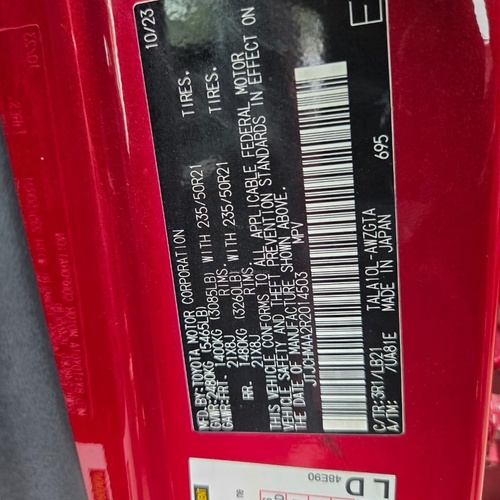 MFD.BY:TOYOTA MOTOR CORPORATION 10/23
GVWR:2480KG (5465LB)
GAWR:FRT- 1400KG (3085LB) WITH 235/50R21 TIRES.
21X8J RIMS.
RR. 1480KG (3260LB) WITH 235/50R21 TIRES.
21X8J RIMS.
THIS VEHICLE CONFORMS TO ALL APPLICABLE FEDERAL MOTOR
VEHICLE SAFETY AND THEFT PREVENTION STANDARDS IN EFFECT ON
THE DATE OF MANUFACTURE SHOWN ABOVE.
MPV
C/TR:3R1/LB21 TALA10L-AWZGTA
A/TM: /UA81E MADE IN JAPAN 695
E
LD
48E90